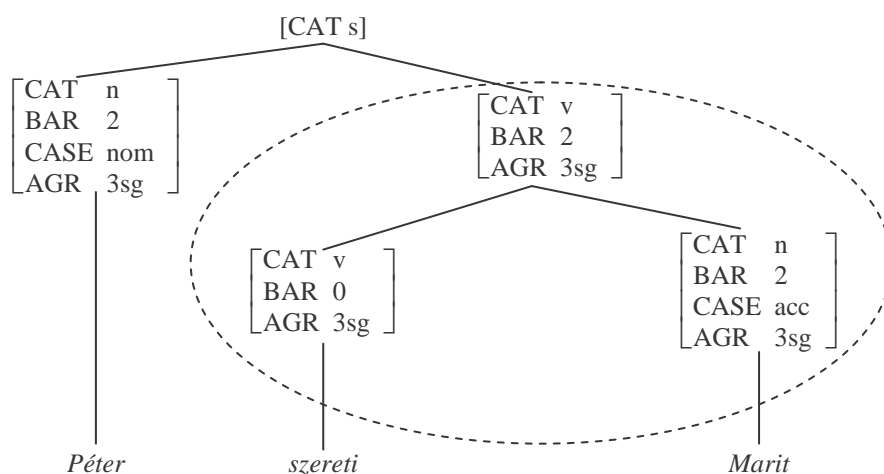 [CAT s]
CAT n
BAR 2
CASE nom
AGR 3sg
CAT v
BAR 2
AGR 3sg
CAT v
BAR 0
AGR 3sg
CAT n
BAR 2
CASE acc
AGR 3sg
Péter szereti Marit